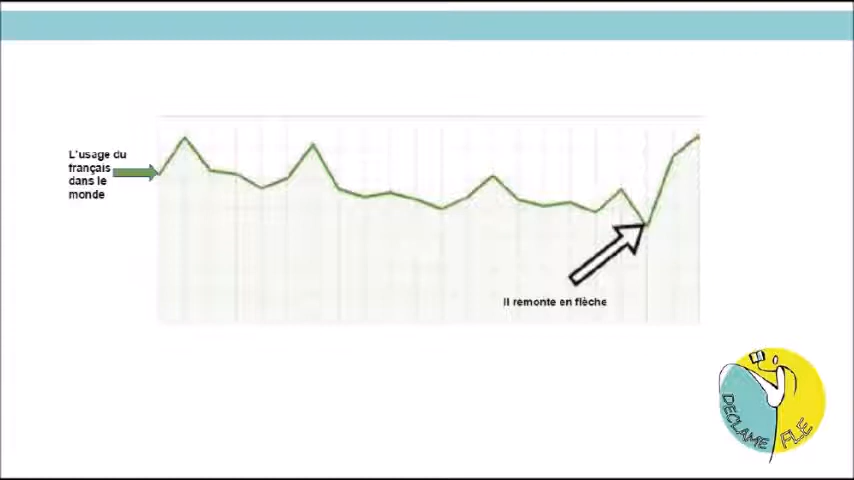 L'usage du
français
dans le
monde
Il remonte en flèche
DECLAME FLE